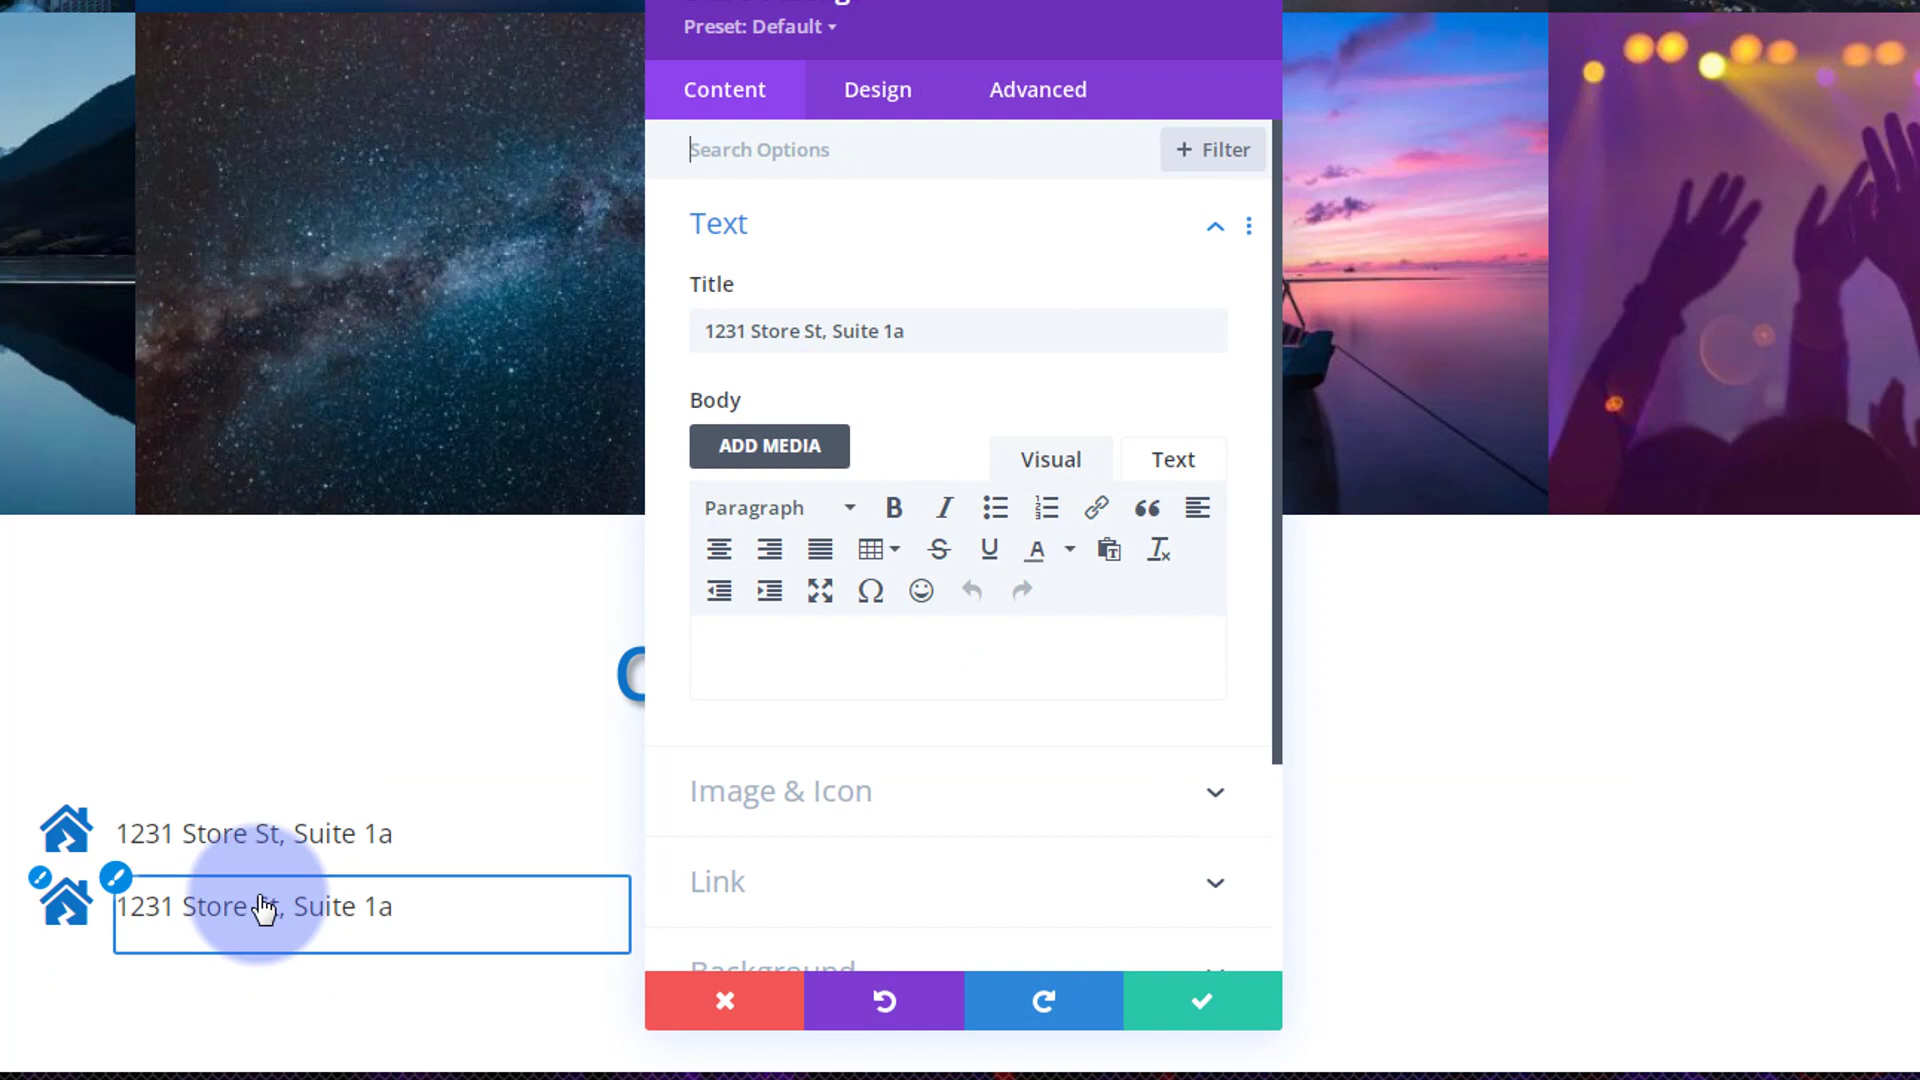 Preset: Default
Content Design Advanced
Search Options
+ Filter
Text
Title
1231 Store St, Suite 1a
Body
ADD MEDIA
Visual Text
Paragraph
Image & Icon
1231 Store St, Suite 1a
Link
1231 Store St, Suite 1a
Background